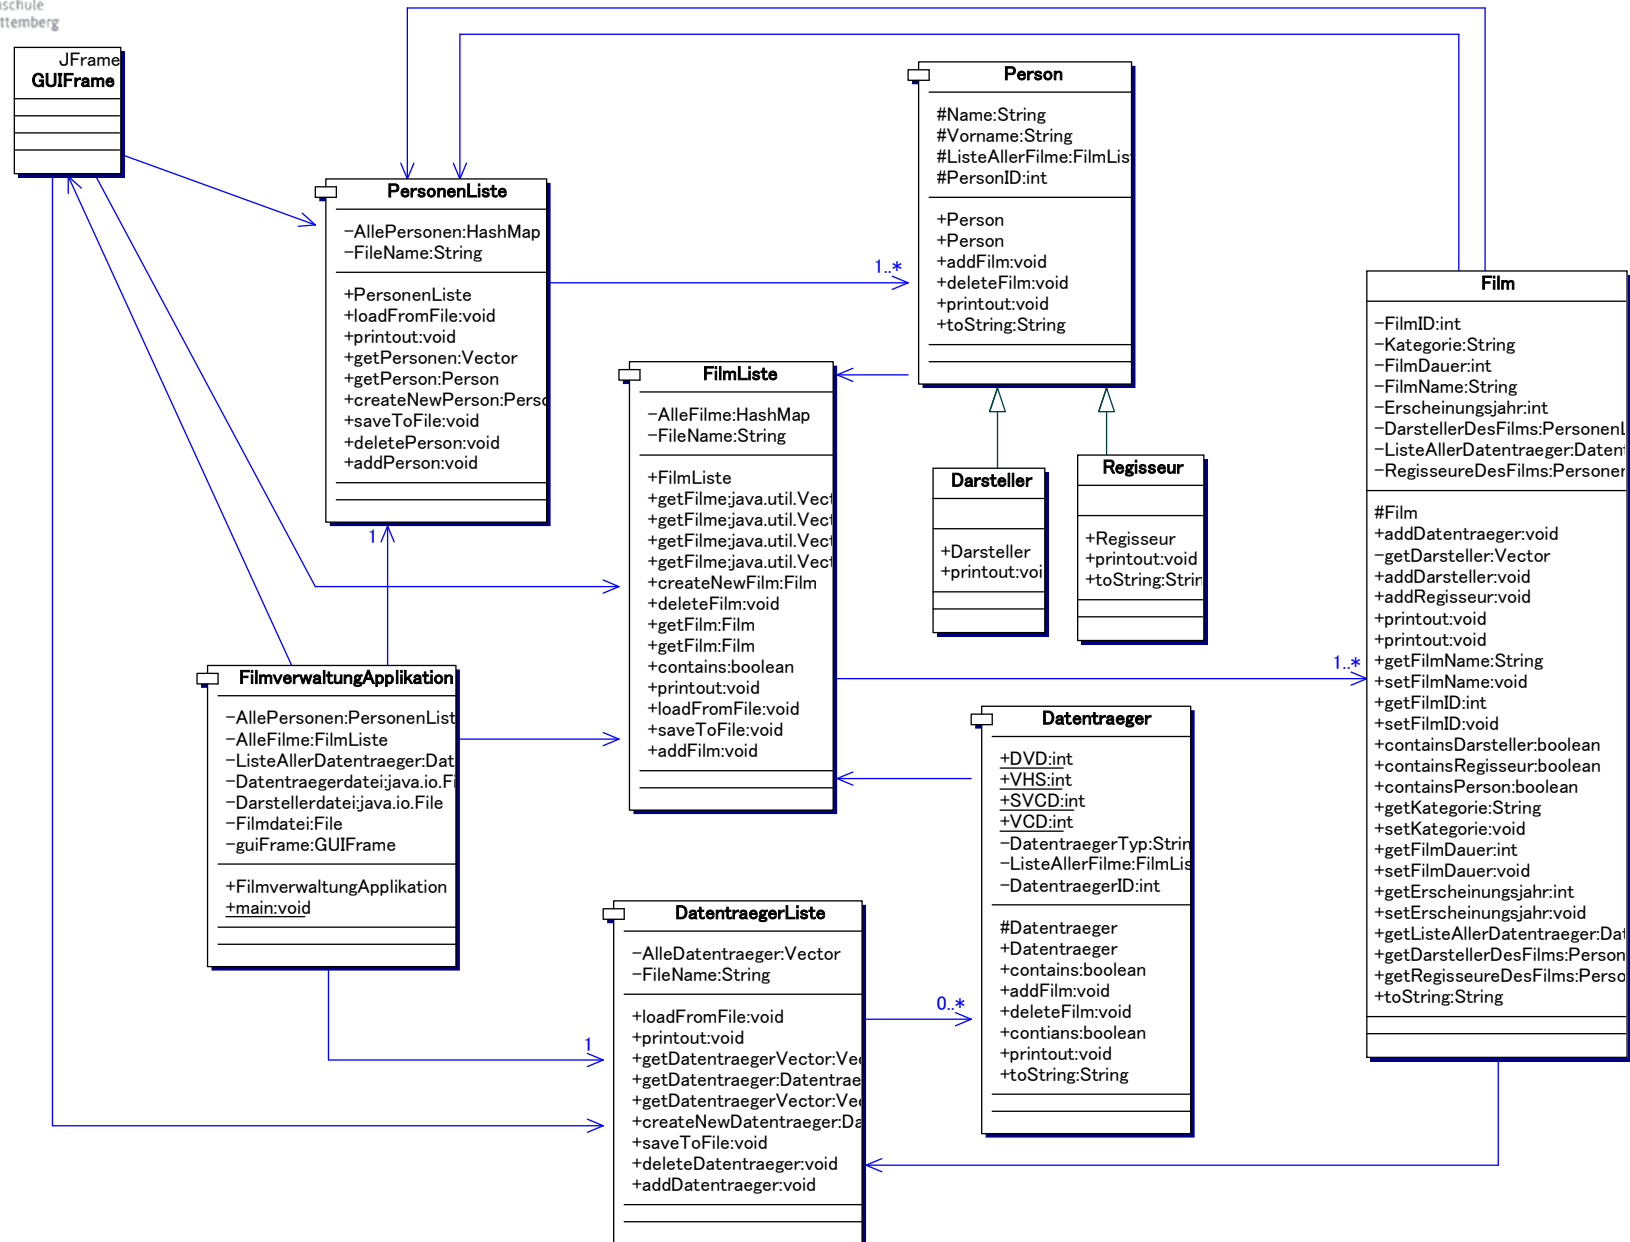 schule
ttemberg
JFrame
GUIFrame
PersonenListe
-AllePersonen:HashMap
-FileName:String
+PersonenListe
+loadFromFile:void
+printout:void
+getPersonen:Vector
+getPerson:Person
+createNewPerson:Perso
+saveToFile:void
+deletePerson:void
+addPerson:void
1..*
1
Person
#Name:String
#Vorname:String
#ListeAllerFilme:FilmLis
#PersonID:int
+Person
+Person
+addFilm:void
+deleteFilm:void
+printout:void
+toString:String
FilmListe
-AlleFilme:HashMap
-FileName:String
+FilmListe
+getFilme:java.util.Vect
+getFilme:java.util.Vect
+getFilme:java.util.Vect
+getFilme:java.util.Vect
+createNewFilm:Film
+deleteFilm:void
+getFilm:Film
+getFilm:Film
+contains:boolean
+printout:void
+loadFromFile:void
+saveToFile:void
+addFilm:void
1..*
Darsteller
+Darsteller
+printout:voi
Regisseur
+Regisseur
+printout:void
+toString:Strin
Film
-FilmID:int
-Kategorie:String
-FilmDauer:int
-FilmName:String
-Erscheinungsjahr:int
-DarstellerDesFilms:PersonenL
-ListeAllerDatentraeger:Daten
-RegisseureDesFilms:Personen
#Film
+addDatentraeger:void
-getDarsteller:Vector
+addDarsteller:void
+addRegisseur:void
+printout:void
+printout:void
+getFilmName:String
+setFilmName:void
+getFilmID:int
+setFilmID:void
+containsDarsteller:boolean
+containsRegisseur:boolean
+containsPerson:boolean
+getKategorie:String
+setKategorie:void
+getFilmDauer:int
+setFilmDauer:void
+getErscheinungsjahr:int
+setErscheinungsjahr:void
+getListeAllerDatentraeger:Dat
+getDarstellerDesFilms:Person
+getRegisseureDesFilms:Perso
+toString:String
FilmverwaltungApplikation
-AllePersonen:PersonenList
-AlleFilme:FilmListe
-ListeAllerDatentraeger:Dat
-Datentraegerdatei:java.io.Fi
-Darstellerdatei:java.io.File
-Filmdatei:File
-guiFrame:GUIFrame
+FilmverwaltungApplikation
+main:void
1
Datentraeger
+DVD:int
+VHS:int
+SVCD:int
+VCD:int
-DatentraegerTyp:Strin
-ListeAllerFilme:FilmLis
-DatentraegerID:int
#Datentraeger
+Datentraeger
+contains:boolean
+addFilm:void
+deleteFilm:void
+contians:boolean
+printout:void
+toString:String
DatentraegerListe
-AlleDatentraeger:Vector
-FileName:String
+loadFromFile:void
+printout:void
+getDatentraegerVector:Vec
+getDatentraeger:Datentrae
+getDatentraegerVector:Vec
+createNewDatentraeger:Da
+saveToFile:void
+deleteDatentraeger:void
+addDatentraeger:void
0..*